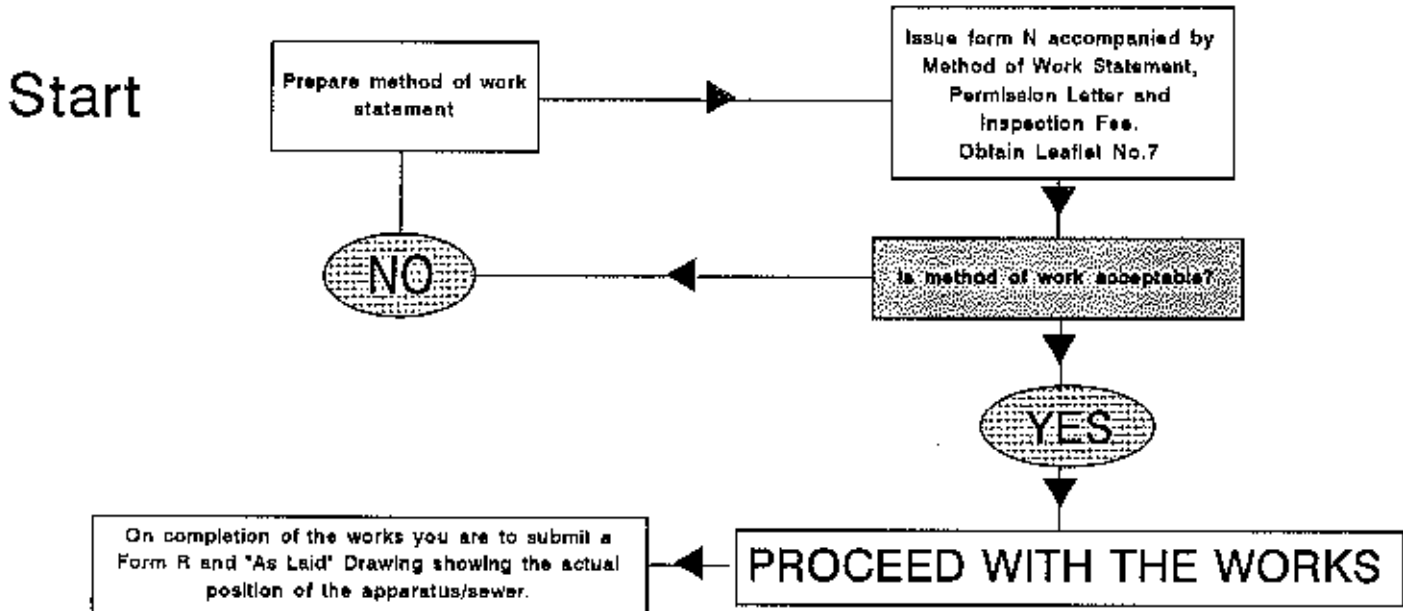 Start
Prepare method of work
statement
Issue form N accompanied by
Method of Work Statement,
Permission Letter and
Inspection Fee.
Obtain Leaflet No.7
NO
Is method of work acceptable?
YES
PROCEED WITH THE WORKS
On completion of the works you are to submit a
Form R and "As Laid" Drawing showing the actual
position of the apparatus/sewer.